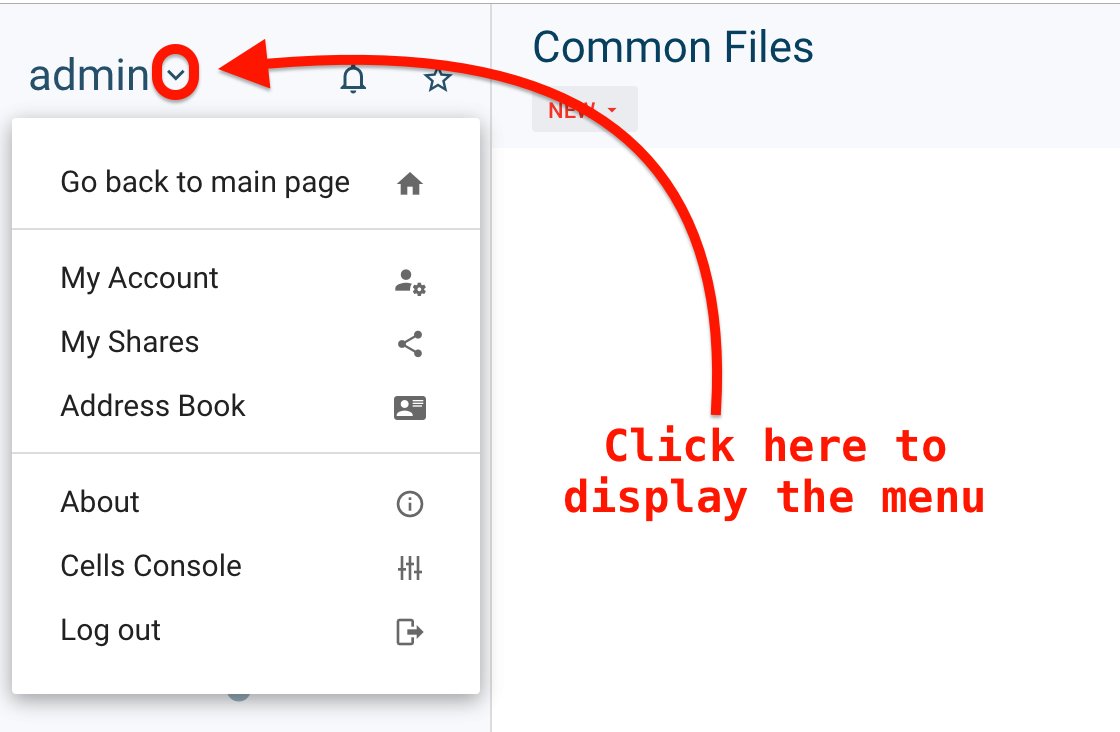 admin
Common Files
NEW
Go back to main page
My Account
My Shares
Address Book
Click here to
display the menu
About
Cells Console
Log out